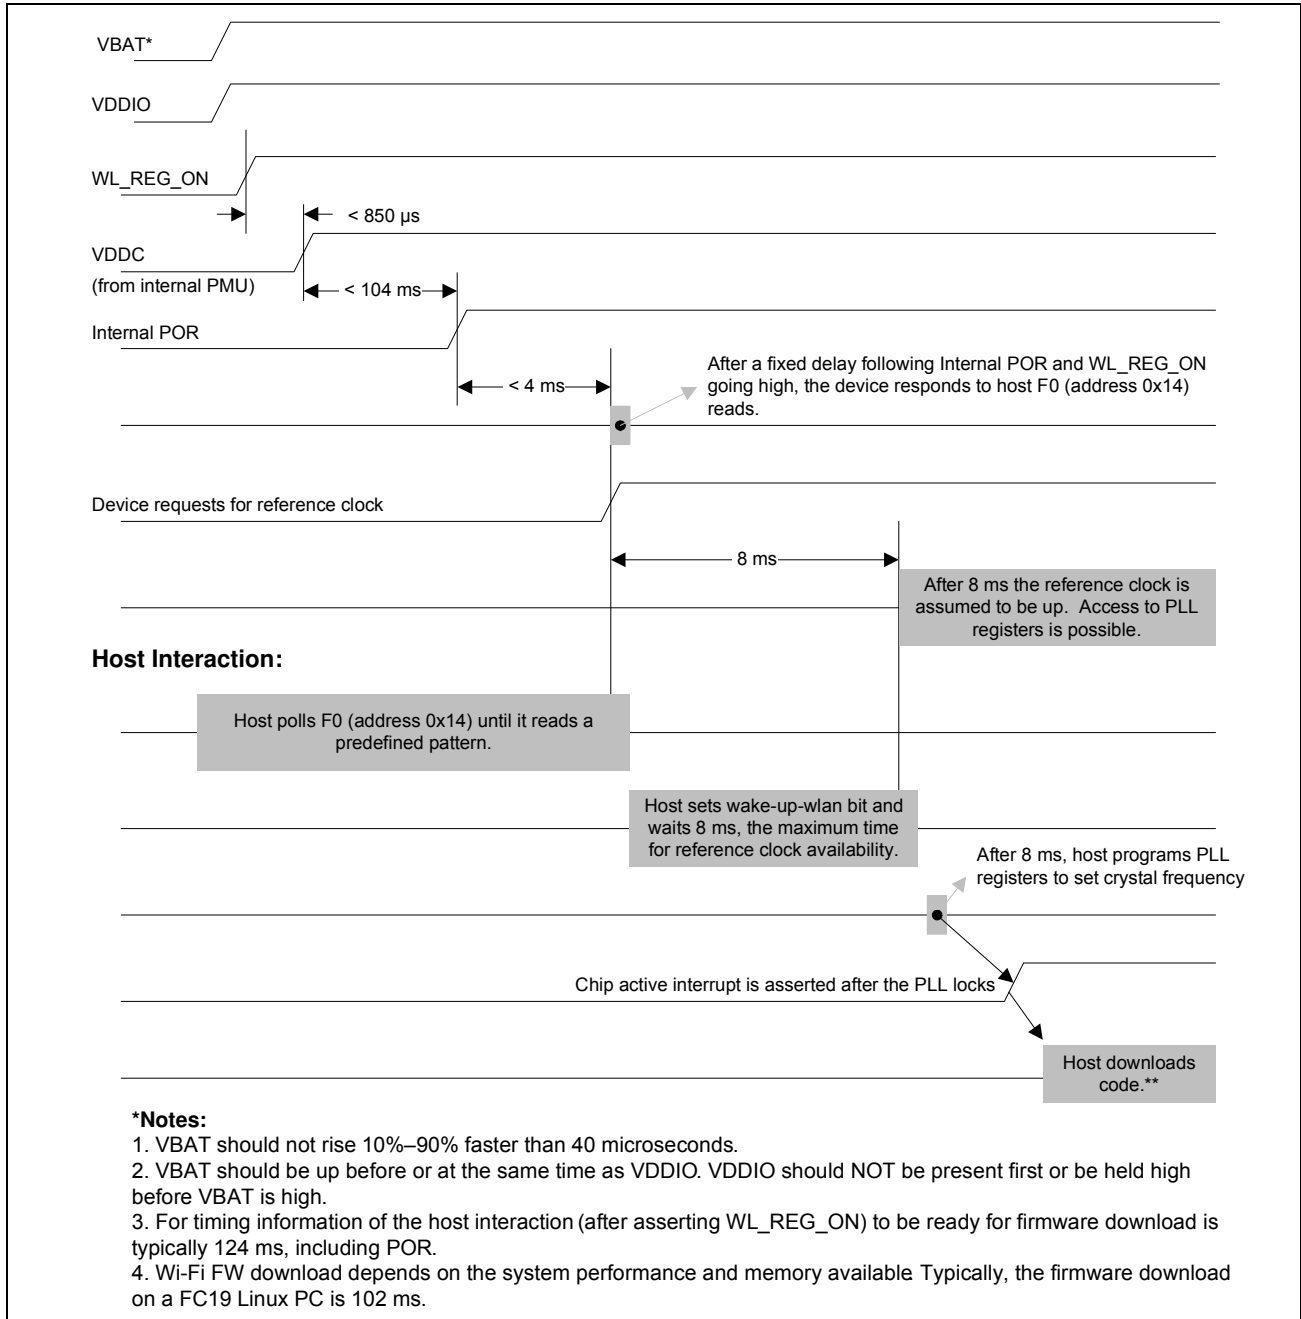 VBAT*
VDDIO
WL_REG_ON
< 850 µs
VDDC
(from internal PMU)
< 104 ms
Internal POR
After a fixed delay following Internal POR and WL_REG_ON
going high, the device responds to host F0 (address 0x14)
reads.
< 4 ms
Device requests for reference clock
8 ms
After 8 ms the reference clock is
assumed to be up. Access to PLL
registers is possible.
Host Interaction:
Host polls F0 (address 0x14) until it reads a
predefined pattern.
Host sets wake-up-wlan bit and
waits 8 ms, the maximum time
for reference clock availability.
After 8 ms, host programs PLL
registers to set crystal frequency
Chip active interrupt is asserted after the PLL locks
Host downloads
code.**
*Notes:
1. VBAT should not rise 10%–90% faster than 40 microseconds.
2. VBAT should be up before or at the same time as VDDIO. VDDIO should NOT be present first or be held high
before VBAT is high.
3. For timing information of the host interaction (after asserting WL_REG_ON) to be ready for firmware download is
typically 124 ms, including POR.
4. Wi-Fi FW download depends on the system performance and memory available. Typically, the firmware download
on a FC19 Linux PC is 102 ms.